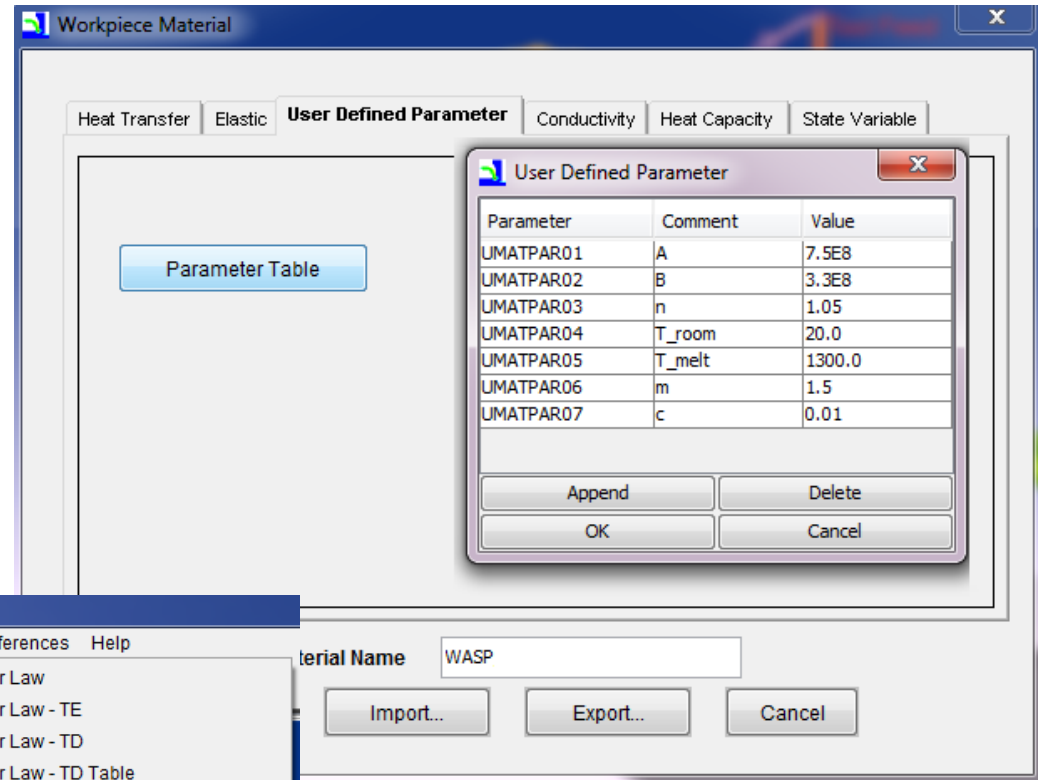 Workpiece Material
X
Heat Transfer Elastic User Defined Parameter Conductivity Heat Capacity State Variable
User Defined Parameter
X
Parameter Table
Parameter Comment Value
UMATPAR01 A 7.5E8
UMATPAR02 B 3.3E8
UMATPAR03 n 1.05
UMATPAR04 T_room 20.0
UMATPAR05 T_melt 1300.0
UMATPAR06 m 1.5
UMATPAR07 c 0.01
Append Delete
OK Cancel
ferences Help
terial Name WASP
r Law
r Law - TE
Import... Export... Cancel
r Law - TD
r Law - TD Table